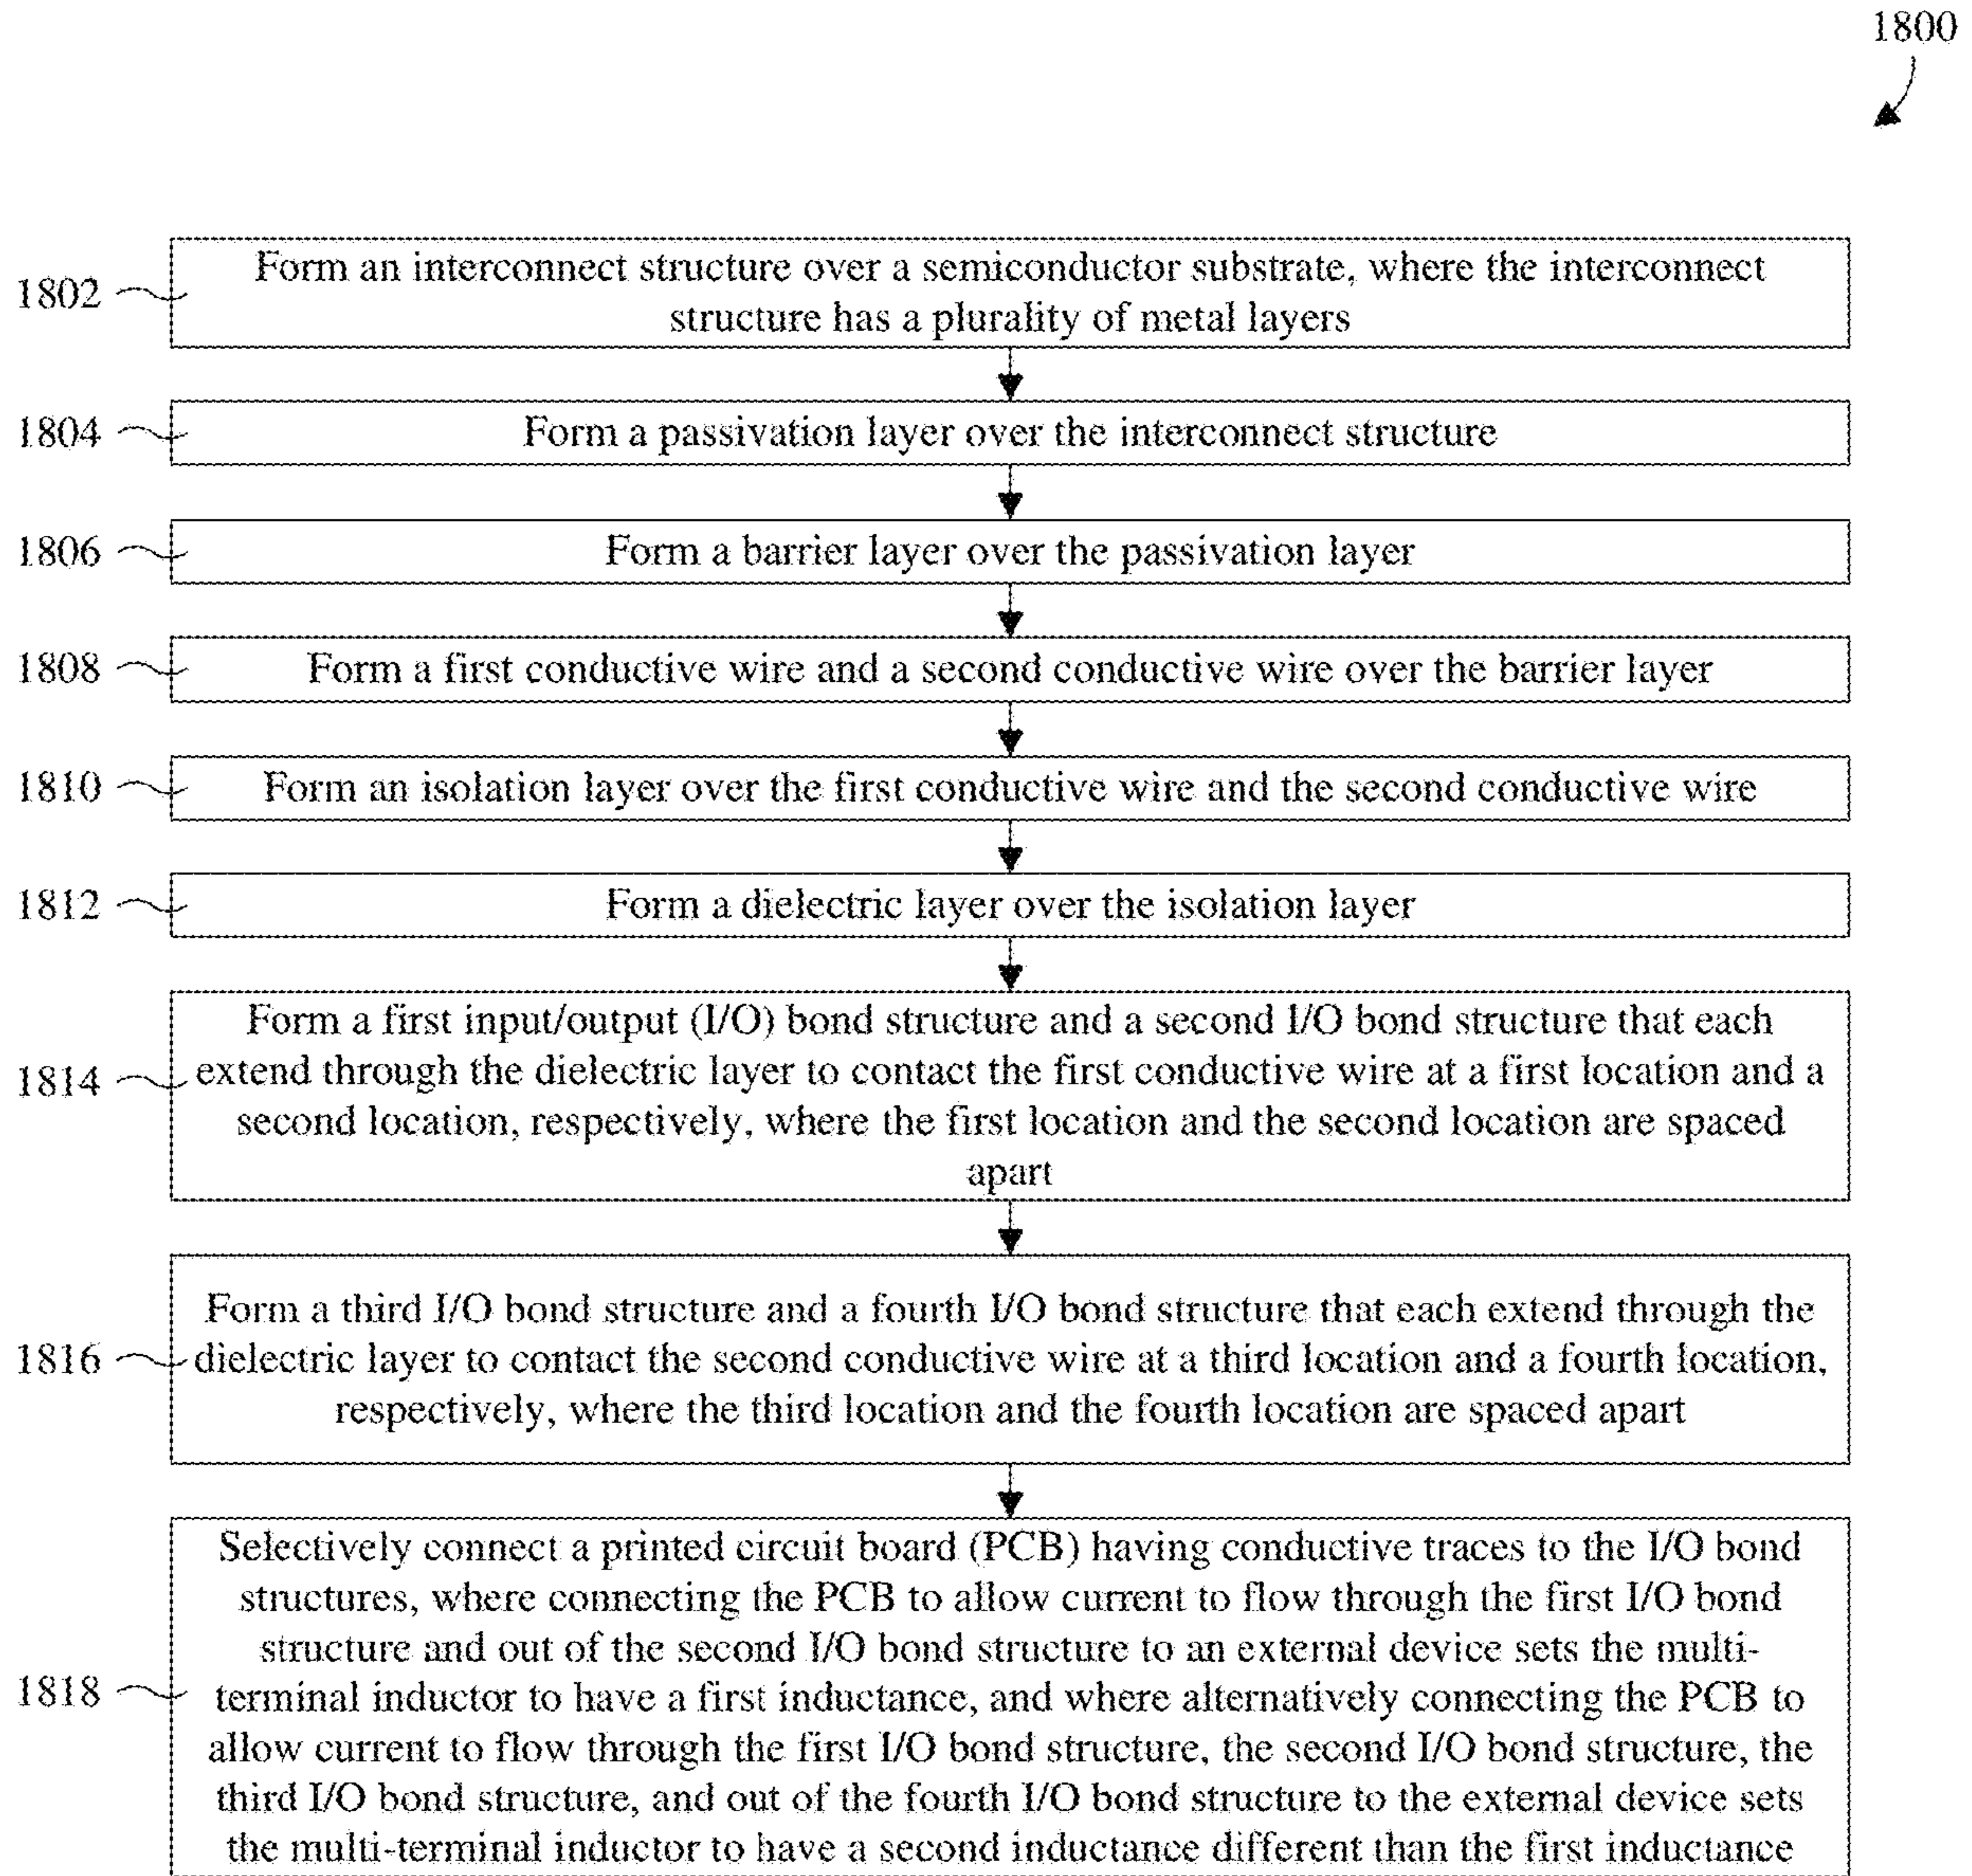 1800
1802
Form an interconnect structure over a semiconductor substrate, where the interconnect
structure has a plurality of metal layers
1804
Form a passivation layer over the interconnect structure
1806
Form a barrier layer over the passivation layer
1808
Form a first conductive wire and a second conductive wire over the barrier layer
1810
Form an isolation layer over the first conductive wire and the second conductive wire
1812
Form a dielectric layer over the isolation layer
1814
Form a first input/output (I/O) bond structure and a second I/O bond structure that each
extend through the dielectric layer to contact the first conductive wire at a first location and a
second location, respectively, where the first location and the second location are spaced
apart
1816
Form a third I/O bond structure and a fourth I/O bond structure that each extend through the
dielectric layer to contact the second conductive wire at a third location and a fourth location,
respectively, where the third location and the fourth location are spaced apart
1818
Selectively connect a printed circuit board (PCB) having conductive traces to the I/O bond
structures, where connecting the PCB to allow current to flow through the first I/O bond
structure and out of the second I/O bond structure to an external device sets the multi-
terminal inductor to have a first inductance, and where alternatively connecting the PCB to
allow current to flow through the first I/O bond structure, the second I/O bond structure, the
third I/O bond structure, and out of the fourth I/O bond structure to the external device sets
the multi-terminal inductor to have a second inductance different than the first inductance